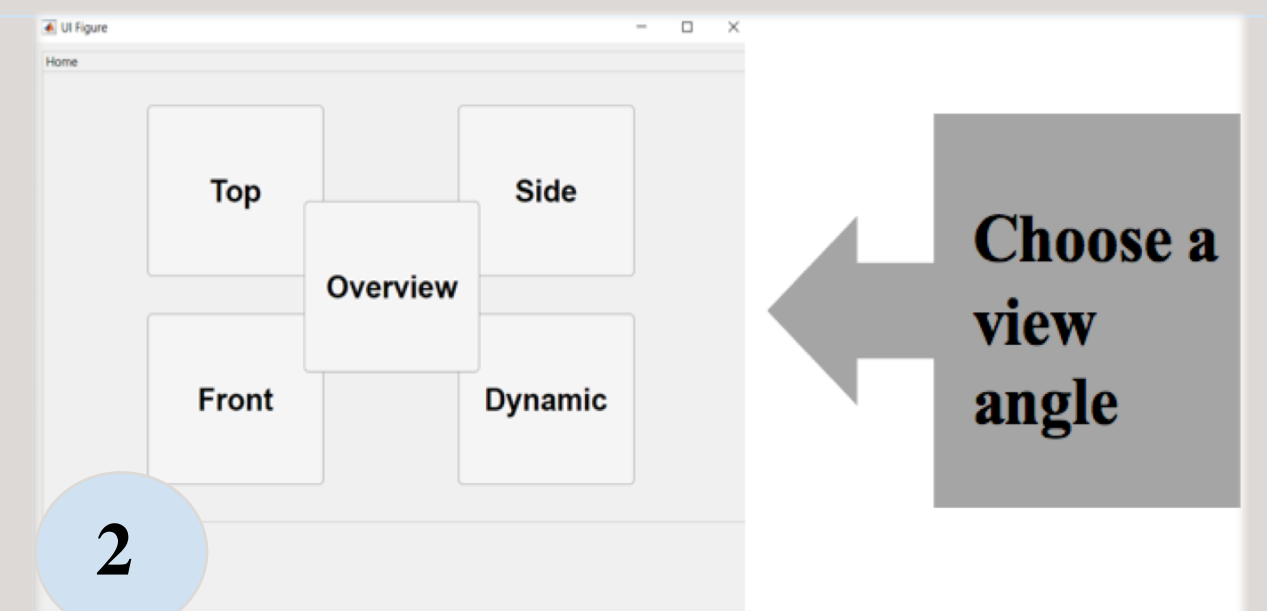 UI Figure
Home
Top
Side
Overview
Front
Dynamic
Choose a
view
angle
2